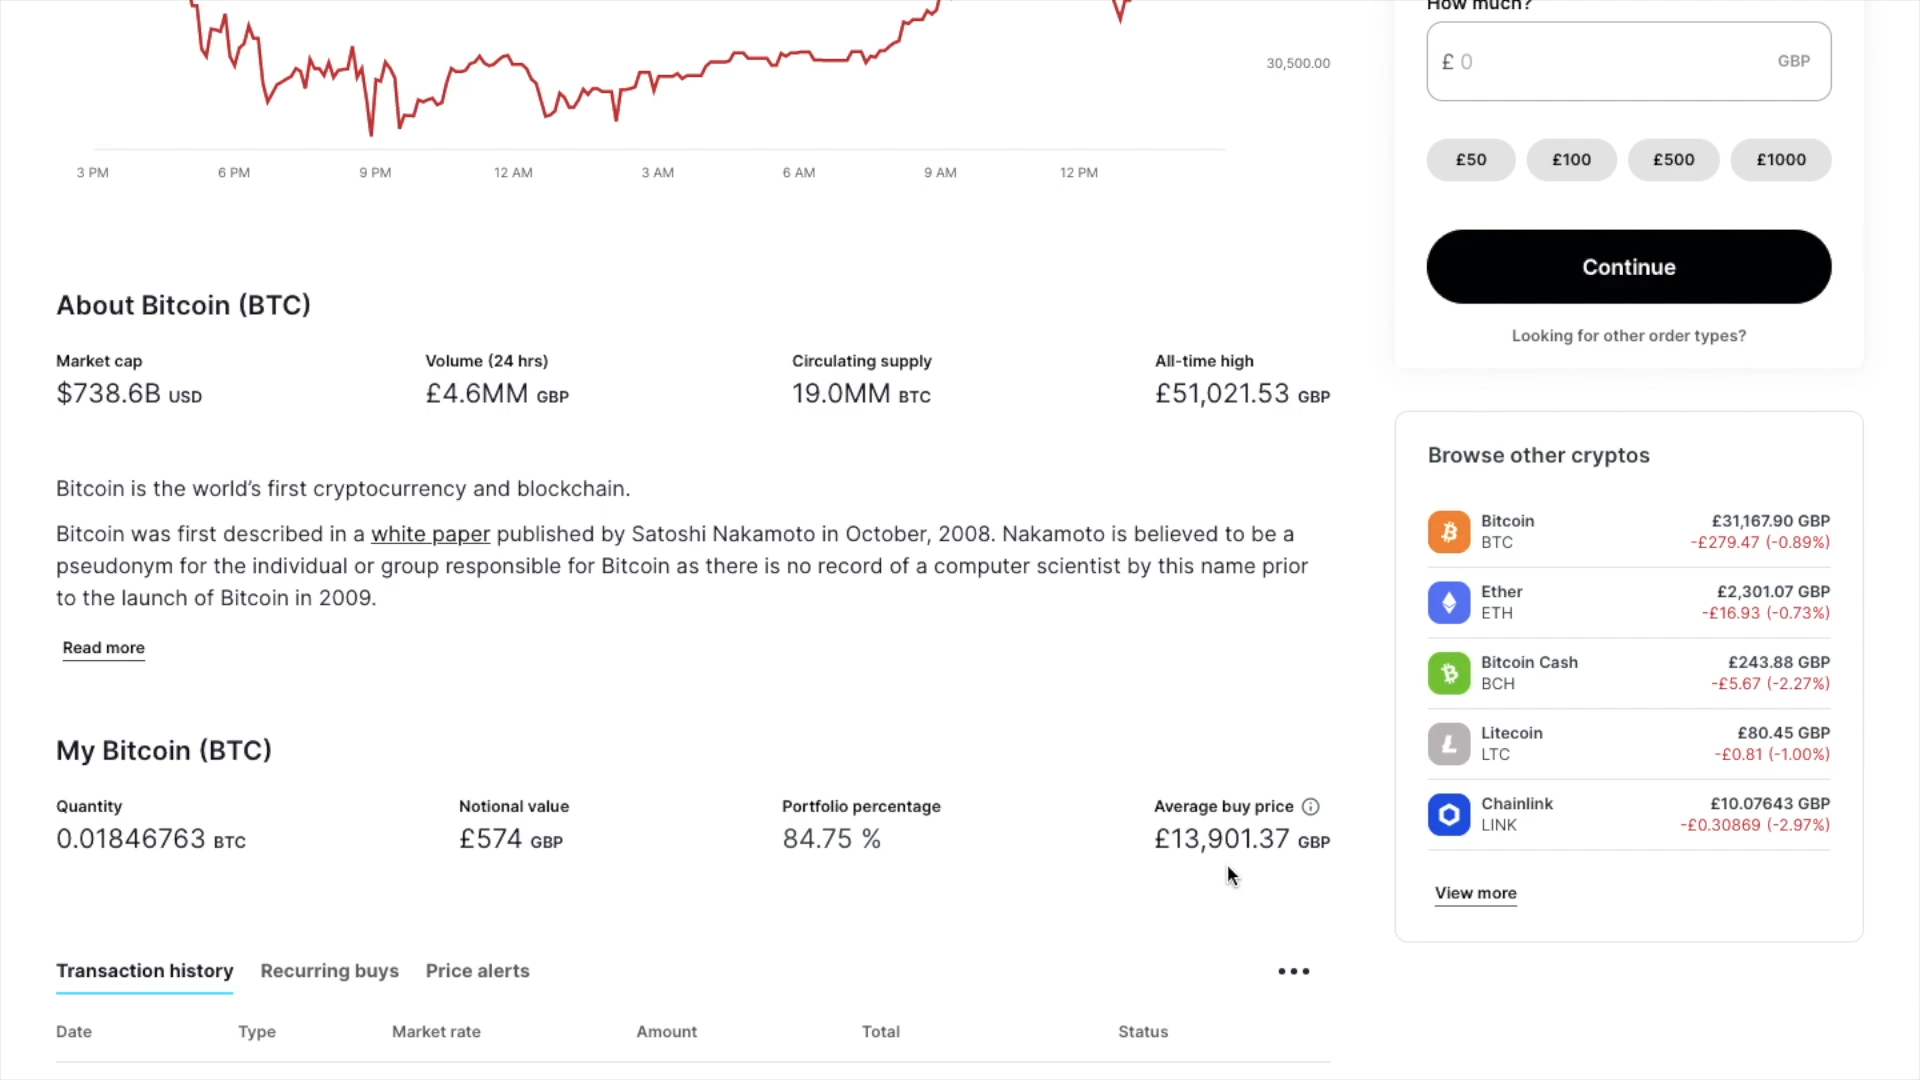 How much?
£ 0 GBP
30,500.00
3 PM 6 PM 9 PM 12 AM 3 AM 6 AM 9 AM 12 PM
£50 £100 £500 £1000
Continue
Looking for other order types?
About Bitcoin (BTC)
Market cap Volume (24 hrs) Circulating supply All-time high
$738.6B USD £4.6MM GBP 19.0MM BTC £51,021.53 GBP
Bitcoin is the world’s first cryptocurrency and blockchain.
Bitcoin was first described in a white paper published by Satoshi Nakamoto in October, 2008. Nakamoto is believed to be a
pseudonym for the individual or group responsible for Bitcoin as there is no record of a computer scientist by this name prior
to the launch of Bitcoin in 2009.
Read more
My Bitcoin (BTC)
Quantity Notional value Portfolio percentage Average buy price
0.01846763 BTC £574 GBP 84.75 % £13,901.37 GBP
Transaction history Recurring buys Price alerts
Date Type Market rate Amount Total Status
Browse other cryptos
Bitcoin £31,167.90 GBP
BTC -£279.47 (-0.89%)
Ether £2,301.07 GBP
ETH -£16.93 (-0.73%)
Bitcoin Cash £243.88 GBP
BCH -£5.67 (-2.27%)
Litecoin £80.45 GBP
LTC -£0.81 (-1.00%)
Chainlink £10.07643 GBP
LINK -£0.30869 (-2.97%)
View more